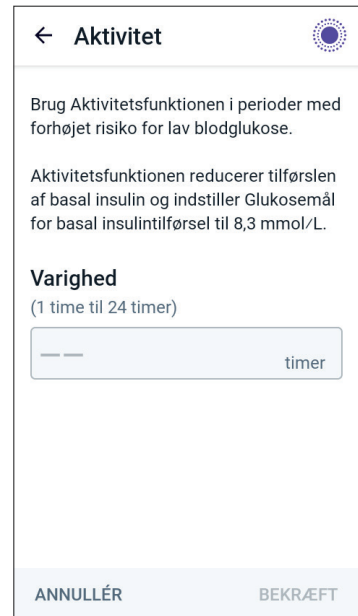 Aktivitet
Brug Aktivitetsfunktionen i perioder med
forhøjet risiko for lav blodglukose.
Aktivitetsfunktionen reducerer tilførslen
af basal insulin og indstiller Glukosemål
for basal insulintilførsel til 8,3 mmol/L.
Varighed
(1 time til 24 timer)
timer
ANNULLÉR BEKRÆFT